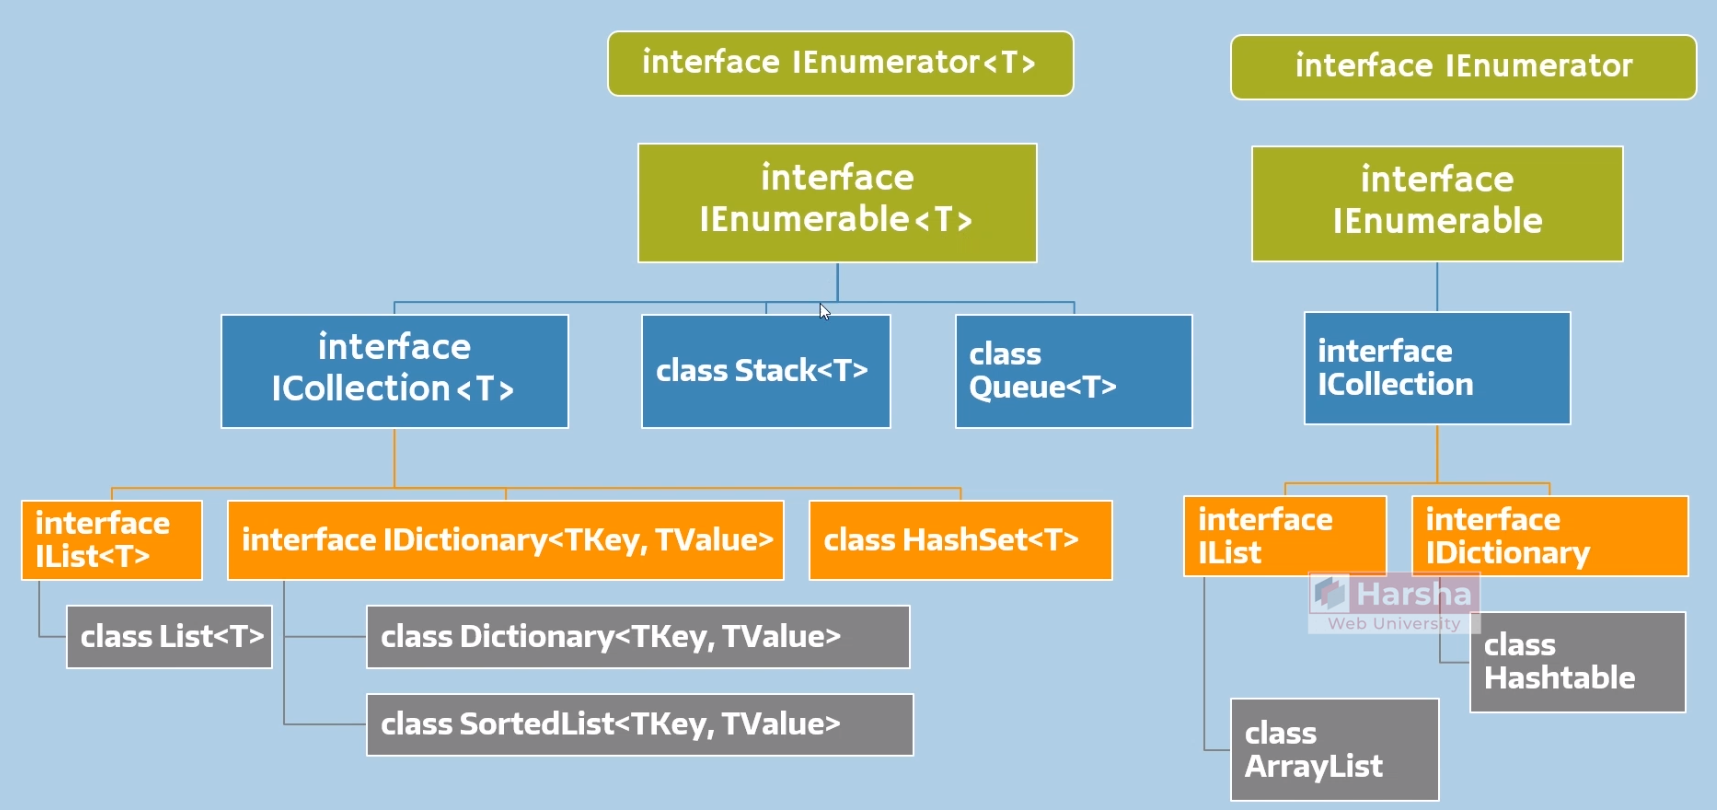 interface IEnumerator<T>
interface IEnumerator
interface
IEnumerable<T>
interface
IEnumerable
interface
ICollection<T>
class Stack<T>
class
Queue<T>
interface
ICollection
interface
IList<T>
interface IDictionary<TKey, TValue>
class HashSet<T>
interface
IList
interface
IDictionary
class List<T>
class Dictionary<TKey, TValue>
class SortedList<TKey, TValue>
Harsha
Web University
class
Hashtable
class
ArrayList